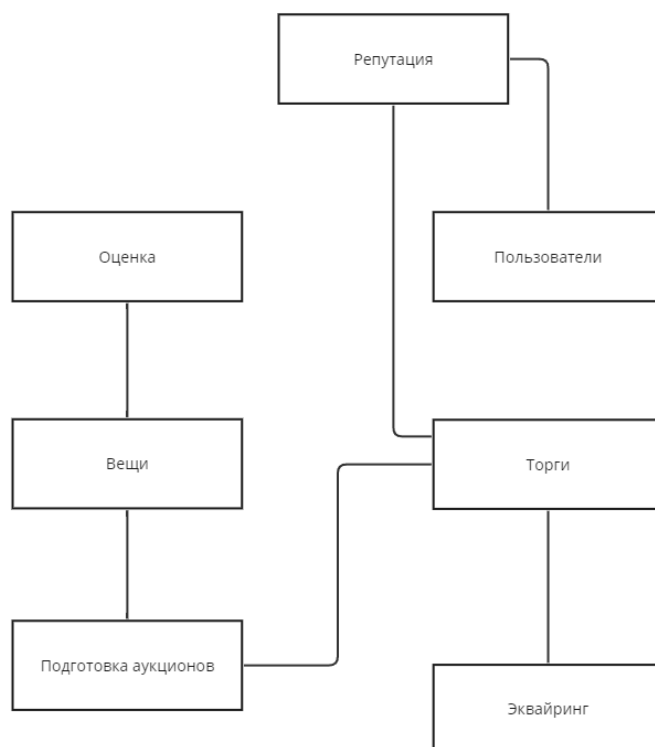 Репутация
Оценка
Пользователи
Вещи
Торги
Подготовка аукционов
Эквайринг